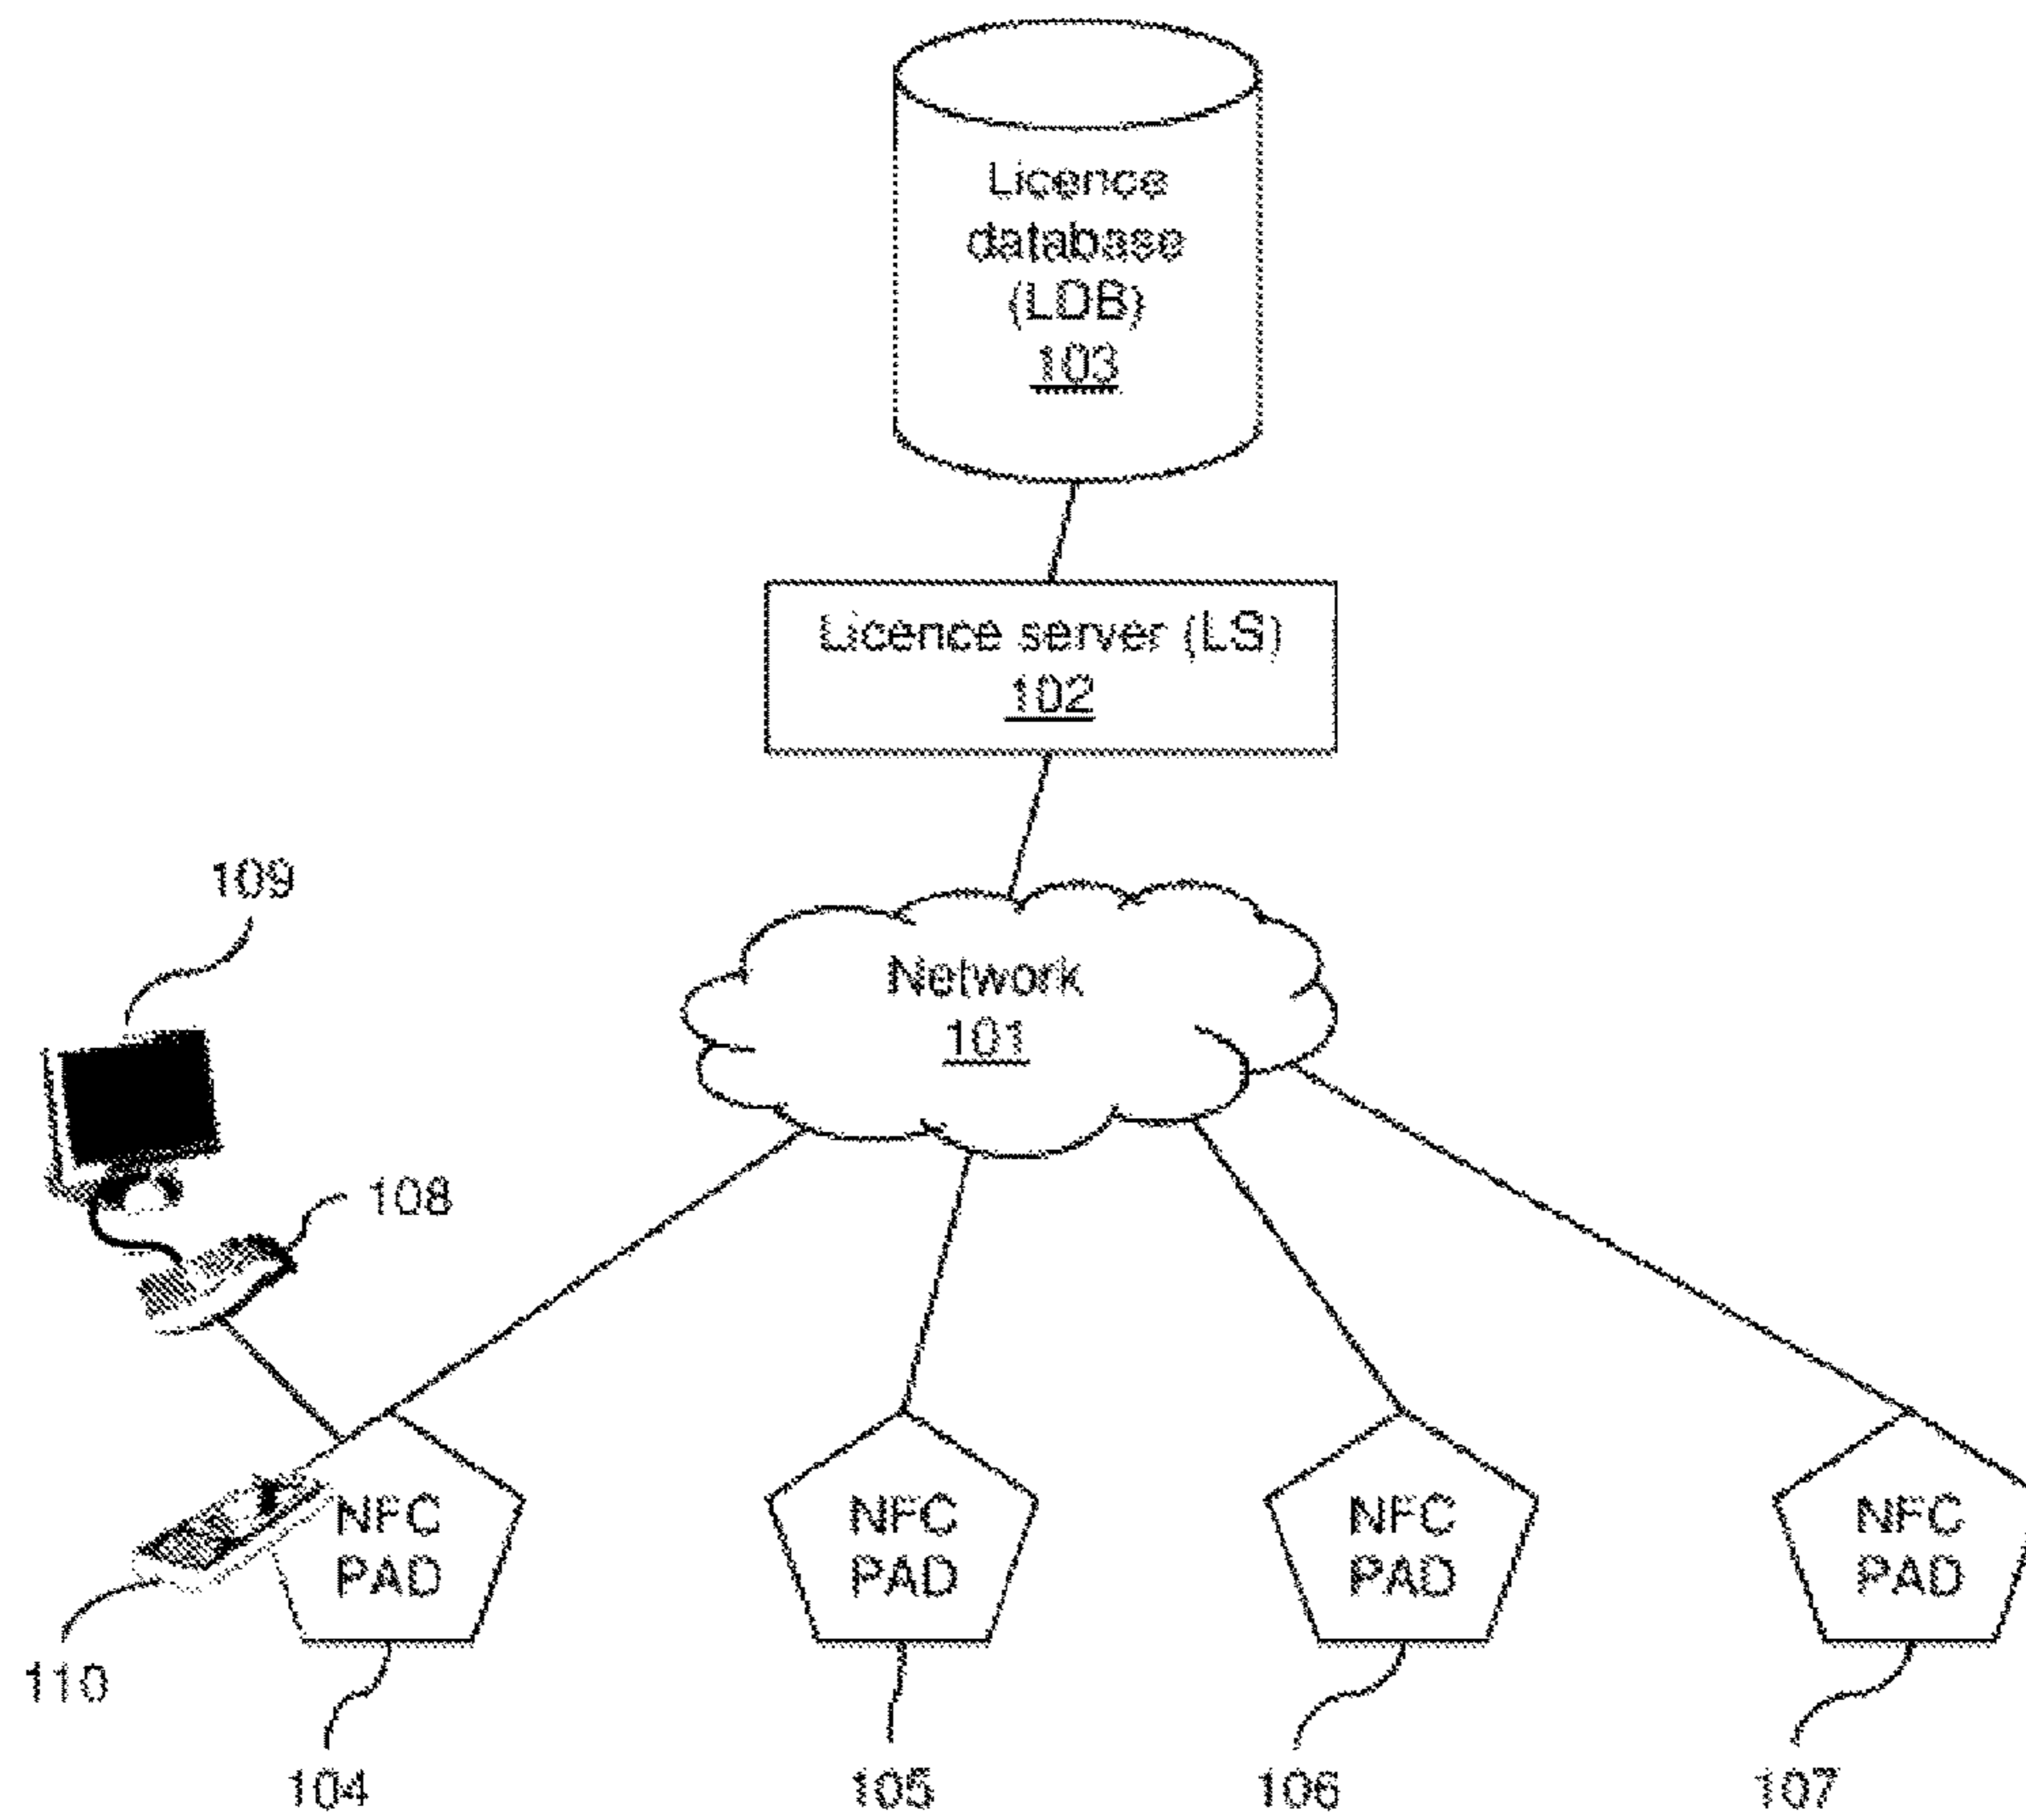 Licence
database
(LDB)
103
Licence server (LS)
102
109
Network
101
108
NFC
PAD
NFC
PAD
NFC
PAD
NFC
PAD
110
104
105
106
107